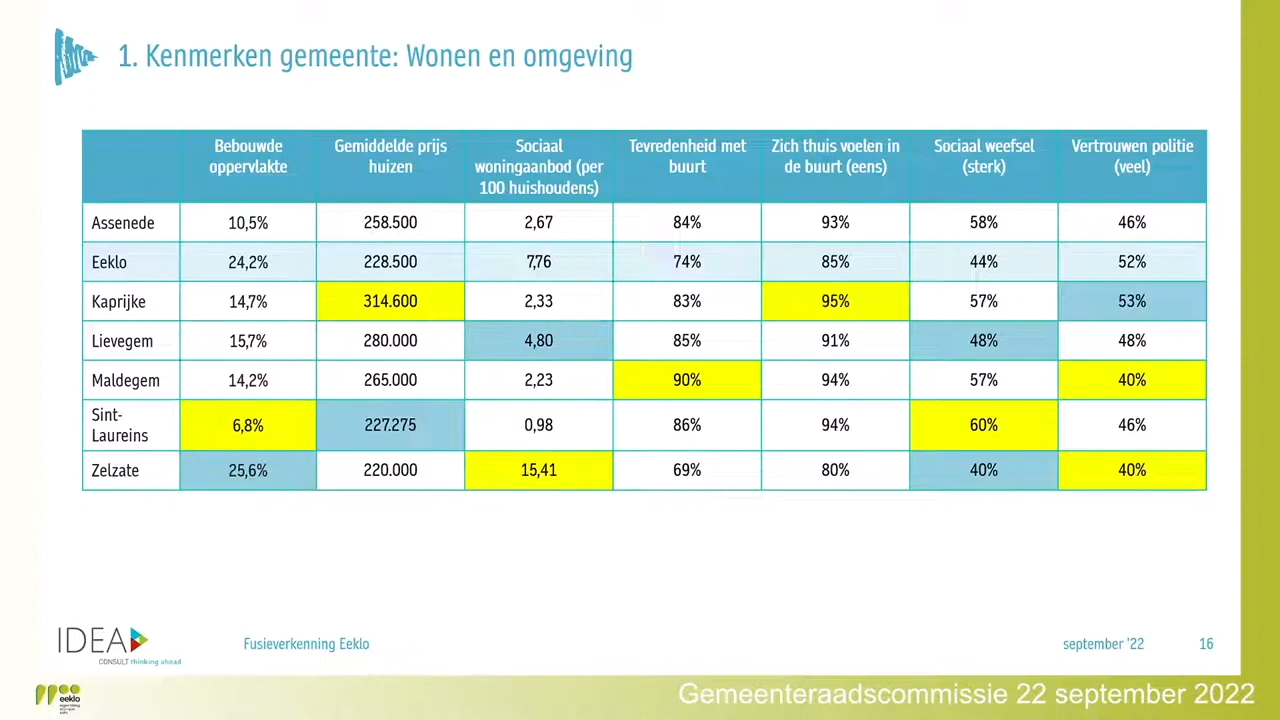 1. Kenmerken gemeente: Wonen en omgeving
Bebouwde oppervlakte Gemiddelde prijs huizen Sociaal woningaanbod (per 100 huishoudens) Tevredenheid met buurt Zich thuis voelen in de buurt (eens) Sociaal weefsel (sterk) Vertrouwen politie (veel)
Assenede 10,5% 258.500 2,67 84% 93% 58% 46%
Eeklo 24,2% 228.500 7,76 74% 85% 44% 52%
Kaprijke 14,7% 314.600 2,33 83% 95% 57% 53%
Lievegem 15,7% 280.000 4,80 85% 91% 48% 48%
Maldegem 14,2% 265.000 2,23 90% 94% 57% 40%
Sint-Laureins 6,8% 227.275 0,98 86% 94% 60% 46%
Zelzate 25,6% 220.000 15,41 69% 80% 40% 40%
IDEA
CONSULT thinking ahead
Fusieverkenning Eeklo
september '22
16
eeklo
Gemeenteraadscommissie 22 september 2022